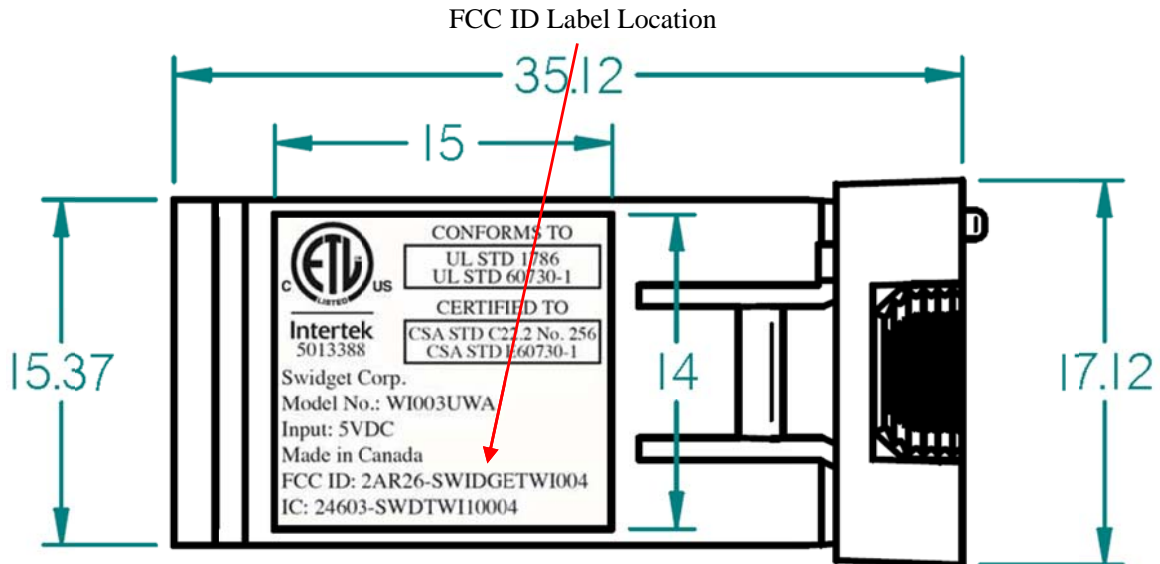 FCC ID Label Location
35.12
15
CONFORMS TO
UL STD 1786
UL STD 60730-1
ETL
C US
LISTED
CERTIFIED TO
Intertek
5013388
CSA STD C22.2 No. 256
CSA STD E60730-1
15.37
14
17.12
Swidget Corp.
Model No.: WI003UWA
Input: 5VDC
Made in Canada
FCC ID: 2AR26-SWIDGETWI004
IC: 24603-SWDTWI10004